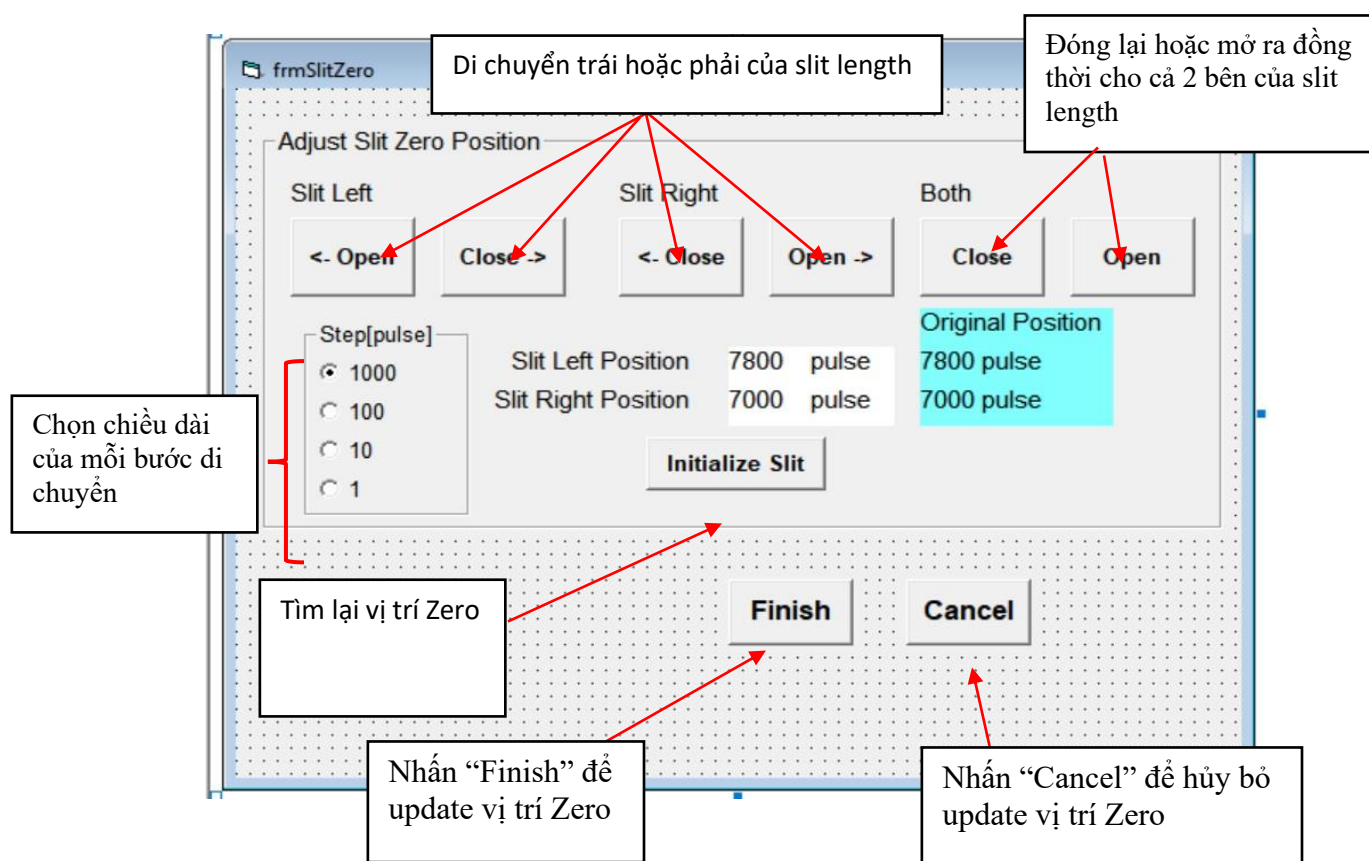 frmSlitZero
Di chuyển trái hoặc phải của slit length
Đóng lại hoặc mở ra đồng
thời cho cả 2 bên của slit
length
Adjust Slit Zero Position
Slit Left
Slit Right
Both
<- Open
Close ->
<- Close
Open ->
Close
Open
Step[pulse]
1000
100
10
1
Slit Left Position 7800 pulse
Slit Right Position 7000 pulse
Original Position
7800 pulse
7000 pulse
Initialize Slit
Chọn chiều dài
của mỗi bước di
chuyển
Tìm lại vị trí Zero
Finish
Cancel
Nhấn “Finish” để
update vị trí Zero
Nhấn “Cancel” để hủy bỏ
update vị trí Zero